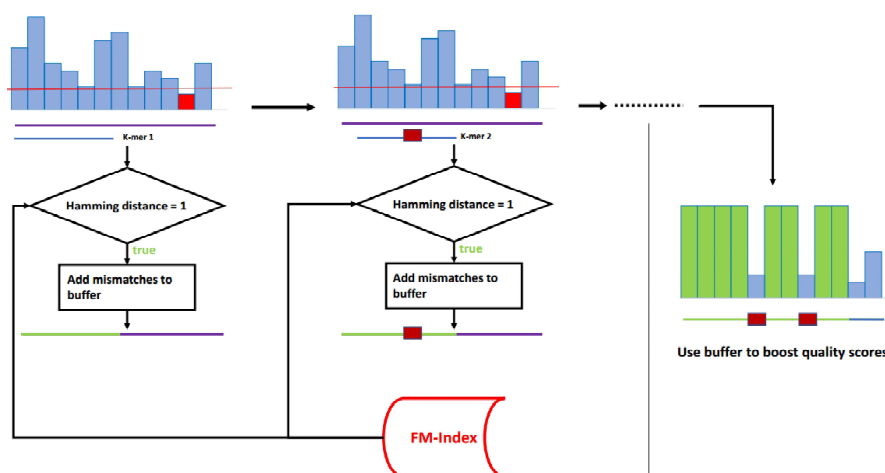 K-mer 1
K-mer 2
Hamming distance = 1
Hamming distance = 1
true
true
Add mismatches to
buffer
Add mismatches to
buffer
Use buffer to boost quality scores
FM-Index